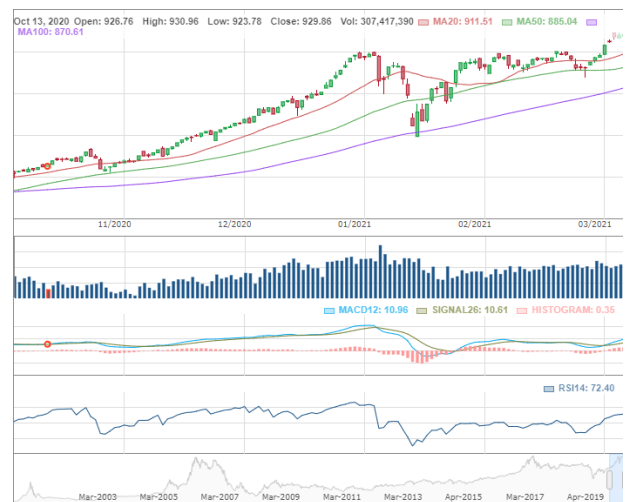 Oct 13, 2020 Open: 926.76 High: 930.96 Low: 923.78 Close: 929.86 Vol: 307,417,390 MA20: 911.51 MA50: 885.04
MA100: 870.61
11/2020 12/2020 01/2021 02/2021 03/2021
MACD12: 10.96 SIGNAL26: 10.61 HISTOGRAM: 0.35
RSI14: 72.40
Mar-2003 Mar-2005 Mar-2007 Mar-2009 Mar-2011 Mar-2013 Apr-2015 Mar-2017 Apr-2019